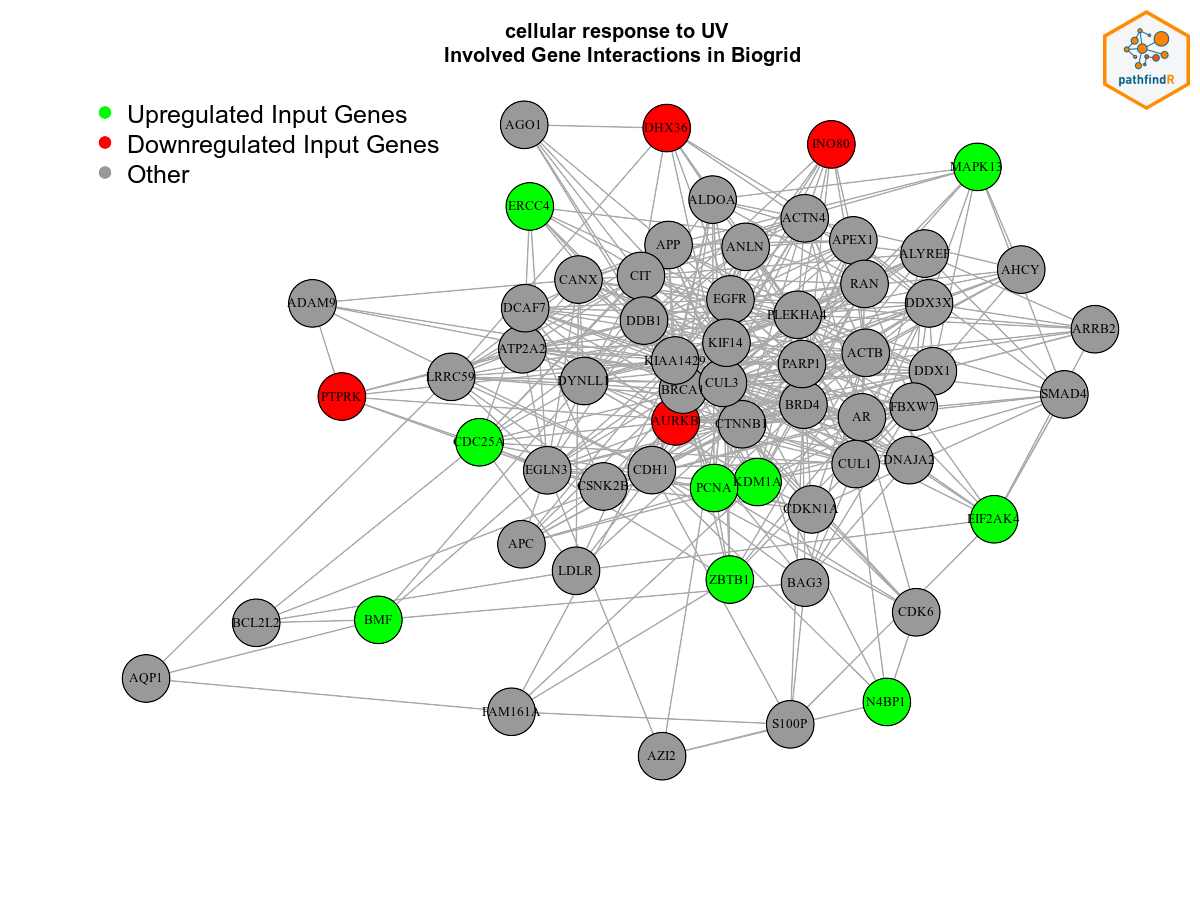 cellular response to UV
Involved Gene Interactions in Biogrid
pathfindR
Upregulated Input Genes
Downregulated Input Genes
Other
AGO1
DHX36
INO80
MAPK13
ERCC4
ALDOA
ACTN4
APP
ANLN
APEX1
ALYREF
AHCY
CANX
CIT
RAN
ADAM9
DCAF7
EGFR
DDX3X
DDB1
PLEKHA4
ARRB2
ATP2A2
KIF14
KIAA1429
PARP1
ACTB
LRRC59
DYNLL1
BRCA1
CUL3
DDX1
PTPRK
SMAD4
BRD4
FBXW7
AURKB
CTNNB1
AR
CDC25A
EGLN3
CDH1
CUL1
DNAJA2
CSNK2B
PCNA
KDM1A
CDKN1A
EIF2AK4
APC
LDLR
ZBTB1
BAG3
BCL2L2
BMF
CDK6
AQP1
FAM161A
N4BP1
S100P
AZI2